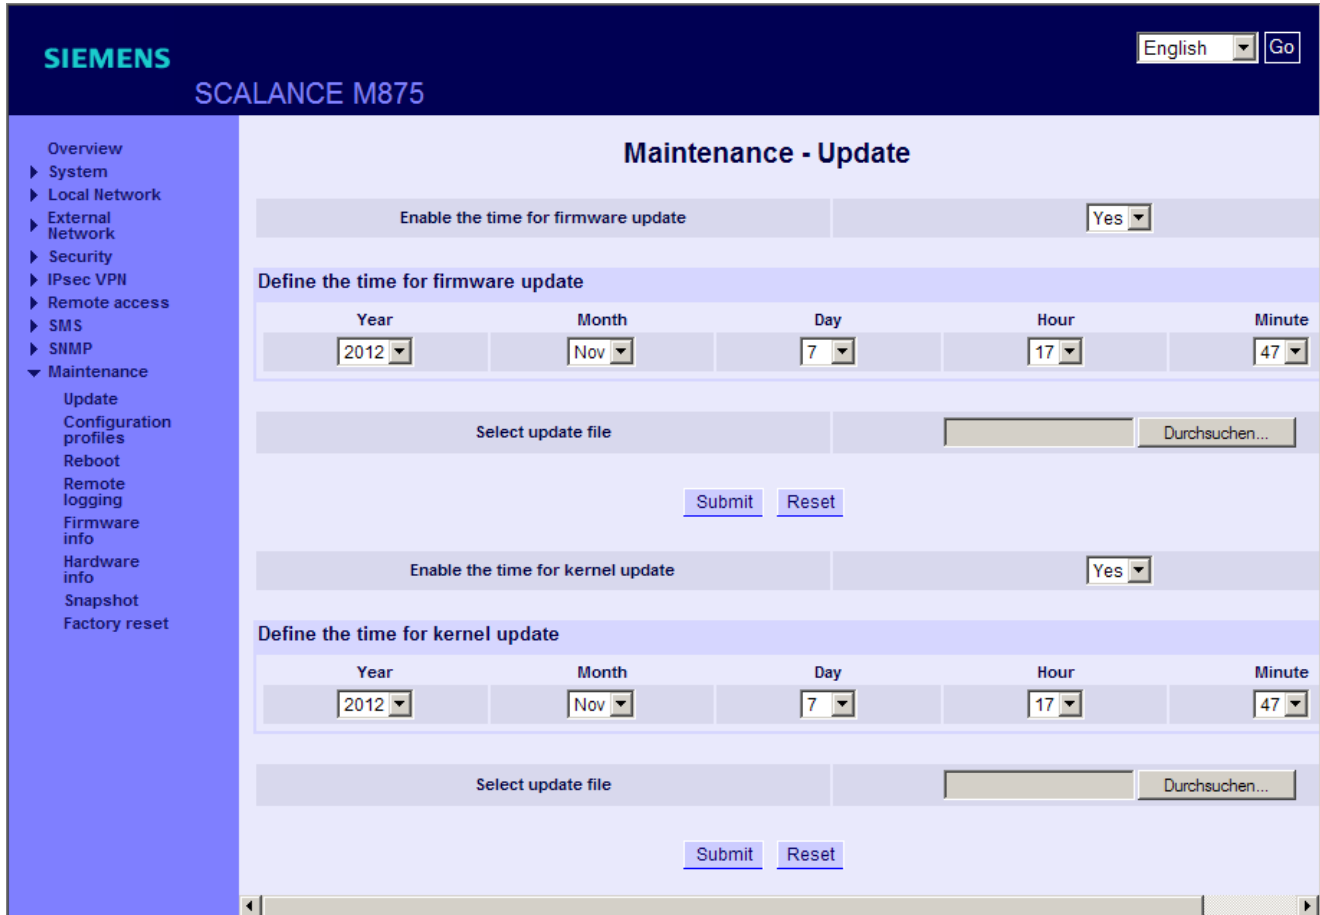 SIEMENS
English Go
SCALANCE M875
Overview
System
Local Network
External
Network
Security
IPsec VPN
Remote access
SMS
SNMP
Maintenance
Update
Configuration
profiles
Reboot
Remote
logging
Firmware
info
Hardware
info
Snapshot
Factory reset
Maintenance - Update
Enable the time for firmware update Yes
Define the time for firmware update
Year Month Day Hour Minute
2012 Nov 7 17 47
Select update file Durchsuchen...
Submit Reset
Enable the time for kernel update Yes
Define the time for kernel update
Year Month Day Hour Minute
2012 Nov 7 17 47
Select update file Durchsuchen...
Submit Reset